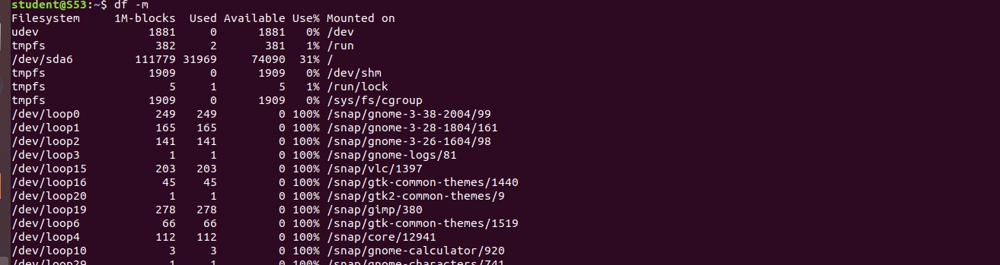 student@S53:~$ df -m
Filesystem     1M-blocks  Used Available Use% Mounted on
udev                1881     0      1881   0% /dev
tmpfs                382     2       381   1% /run
/dev/sda6         111779 31969     74090  31% /
tmpfs               1909     0      1909   0% /dev/shm
tmpfs                  5     1         5   1% /run/lock
tmpfs               1909     0      1909   0% /sys/fs/cgroup
/dev/loop0           249   249         0 100% /snap/gnome-3-38-2004/99
/dev/loop1           165   165         0 100% /snap/gnome-3-28-1804/161
/dev/loop2           141   141         0 100% /snap/gnome-3-26-1604/98
/dev/loop3             1     1         0 100% /snap/gnome-logs/81
/dev/loop15          203   203         0 100% /snap/vlc/1397
/dev/loop16           45    45         0 100% /snap/gtk-common-themes/1440
/dev/loop20            1     1         0 100% /snap/gtk2-common-themes/9
/dev/loop19          278   278         0 100% /snap/gimp/380
/dev/loop6            66    66         0 100% /snap/gtk-common-themes/1519
/dev/loop4           112   112         0 100% /snap/core/12941
/dev/loop10            3     3         0 100% /snap/gnome-calculator/920
/dev/loop29            1     1         0 100% /snap/gnome-characters/741